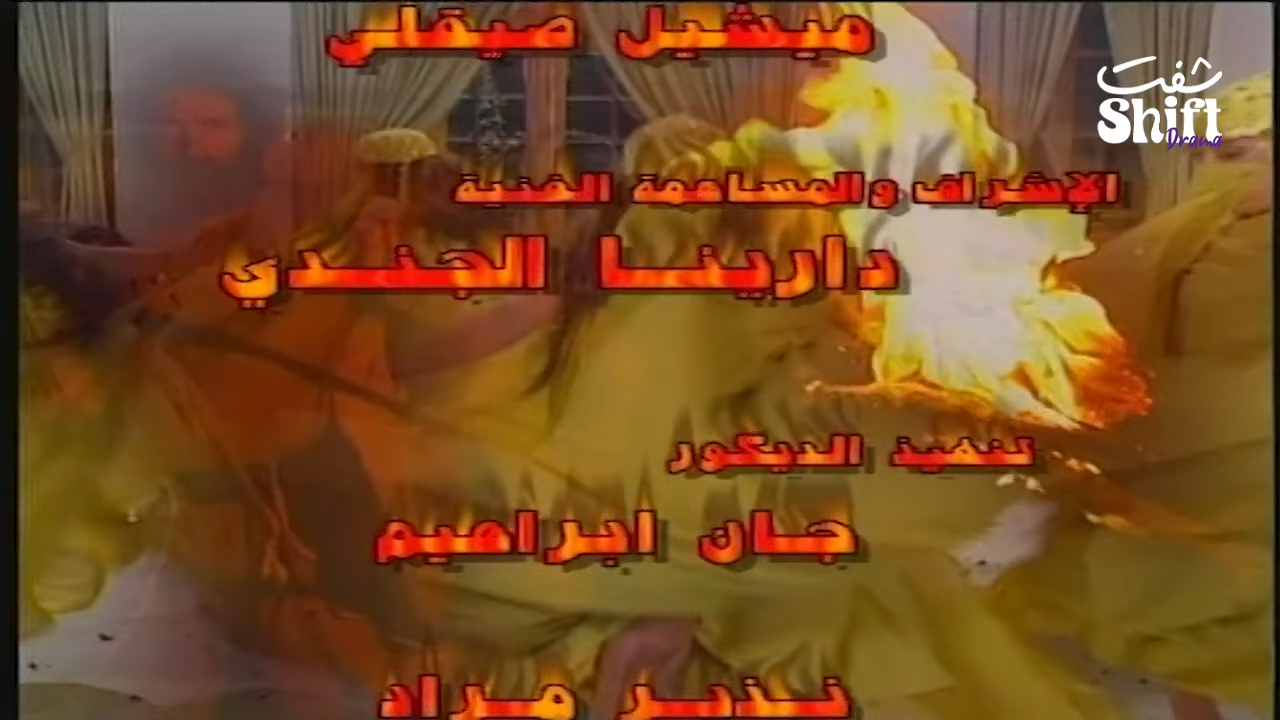 ميشيل صيقلي
شفت
Shift
Drama
الإشراف والمساهمة الفنية
دارينا الجندي
تنفيذ الديكور
جان ابراهيم
نذير مراد